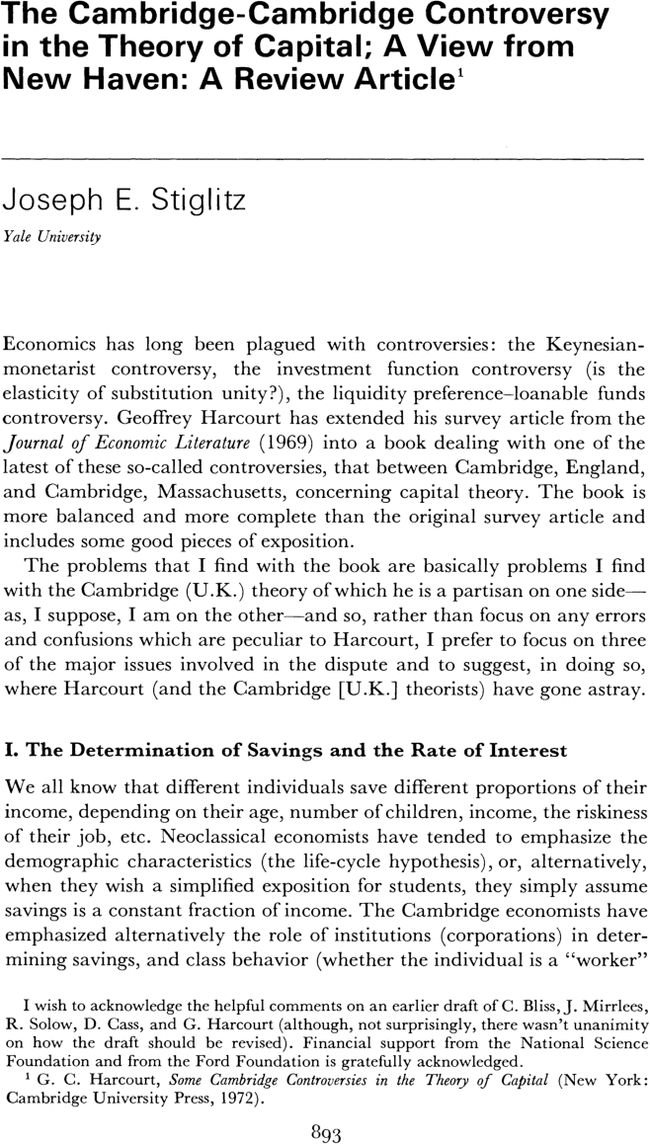 The Cambridge-Cambridge Controversy
in the Theory of Capital; A View from
New Haven: A Review Article¹
Joseph E. Stiglitz
Yale University
Economics has long been plagued with controversies: the Keynesian-
monetarist controversy, the investment function controversy (is the
elasticity of substitution unity?), the liquidity preference–loanable funds
controversy. Geoffrey Harcourt has extended his survey article from the
Journal of Economic Literature (1969) into a book dealing with one of the
latest of these so-called controversies, that between Cambridge, England,
and Cambridge, Massachusetts, concerning capital theory. The book is
more balanced and more complete than the original survey article and
includes some good pieces of exposition.
The problems that I find with the book are basically problems I find
with the Cambridge (U.K.) theory of which he is a partisan on one side—
as, I suppose, I am on the other—and so, rather than focus on any errors
and confusions which are peculiar to Harcourt, I prefer to focus on three
of the major issues involved in the dispute and to suggest, in doing so,
where Harcourt (and the Cambridge [U.K.] theorists) have gone astray.
I. The Determination of Savings and the Rate of Interest
We all know that different individuals save different proportions of their
income, depending on their age, number of children, income, the riskiness
of their job, etc. Neoclassical economists have tended to emphasize the
demographic characteristics (the life-cycle hypothesis), or, alternatively,
when they wish a simplified exposition for students, they simply assume
savings is a constant fraction of income. The Cambridge economists have
emphasized alternatively the role of institutions (corporations) in deter-
mining savings, and class behavior (whether the individual is a “worker”
I wish to acknowledge the helpful comments on an earlier draft of C. Bliss, J. Mirrlees,
R. Solow, D. Cass, and G. Harcourt (although, not surprisingly, there wasn't unanimity
on how the draft should be revised). Financial support from the National Science
Foundation and from the Ford Foundation is gratefully acknowledged.
¹ G. C. Harcourt, Some Cambridge Controversies in the Theory of Capital (New York:
Cambridge University Press, 1972).
893